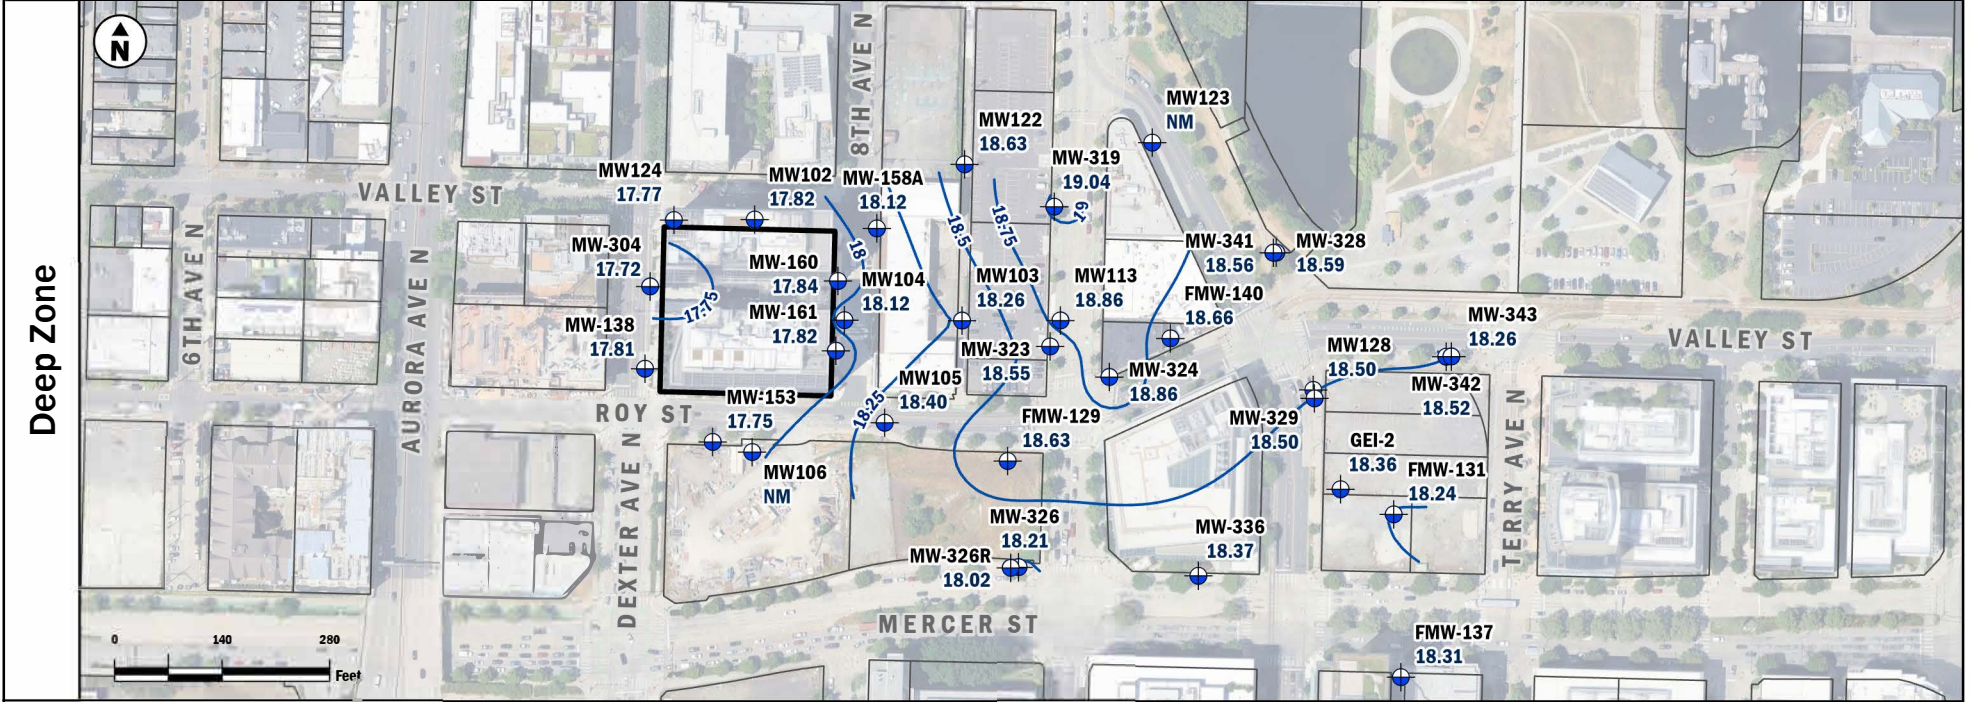 Deep Zone
N
6TH AVE N
AURORA AVE N
DEXTER AVE N
8TH AVE N
TERRY AVE N
VALLEY ST
VALLEY ST
ROY ST
MERCER ST
MW123
NM
MW122
18.63
MW-319
19.04
19
MW124
17.77
MW102
17.82
MW-158A
18.12
MW-304
17.72
MW-160
17.84
MW104
18.12
MW103
18.26
MW113
18.86
MW-341
18.56
MW-328
18.59
FMW-140
18.66
MW-138
17.81
MW-161
17.82
MW-323
18.55
MW-324
18.86
MW128
18.50
MW-343
18.26
MW-342
18.52
MW-153
17.75
MW105
18.40
FMW-129
18.63
MW-329
18.50
GEI-2
18.36
FMW-131
18.24
MW106
NM
MW-326
18.21
MW-326R
18.02
MW-336
18.37
FMW-137
18.31
17.75
18
18.25
18.5
18.75
0 140 280
Feet